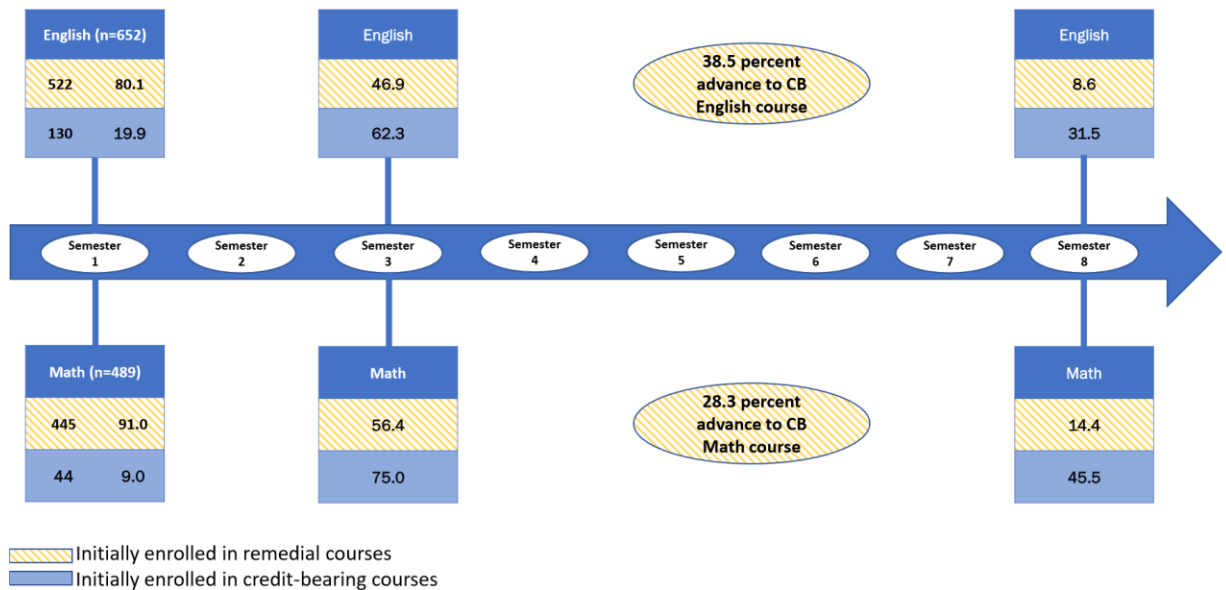 English (n=652)
522 80.1
130 19.9
English
46.9
62.3
38.5 percent
advance to CB
English course
English
8.6
31.5
Semester
1
Semester
2
Semester
3
Semester
4
Semester
5
Semester
6
Semester
7
Semester
8
Math (n=489)
445 91.0
44 9.0
Math
56.4
75.0
28.3 percent
advance to CB
Math course
Math
14.4
45.5
Initially enrolled in remedial courses
Initially enrolled in credit-bearing courses